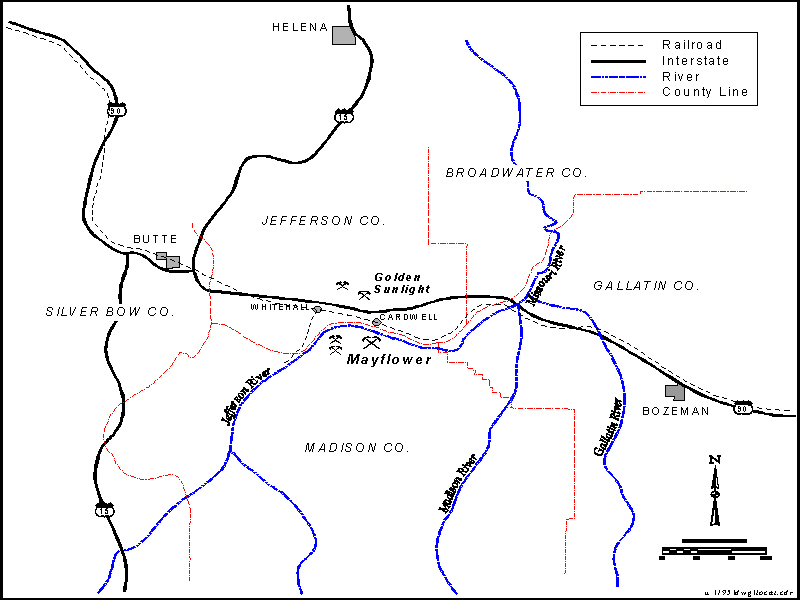 HELENA
Railroad
Interstate
River
County Line
90
15
BROADWATER CO.
JEFFERSON CO.
BUTTE
Golden
Sunlight
Missouri River
GALLATIN CO.
SILVER BOW CO.
WHITEHALL
CARDWELL
Mayflower
Jefferson River
Gallatin River
BOZEMAN
90
MADISON CO.
Madison River
N
15